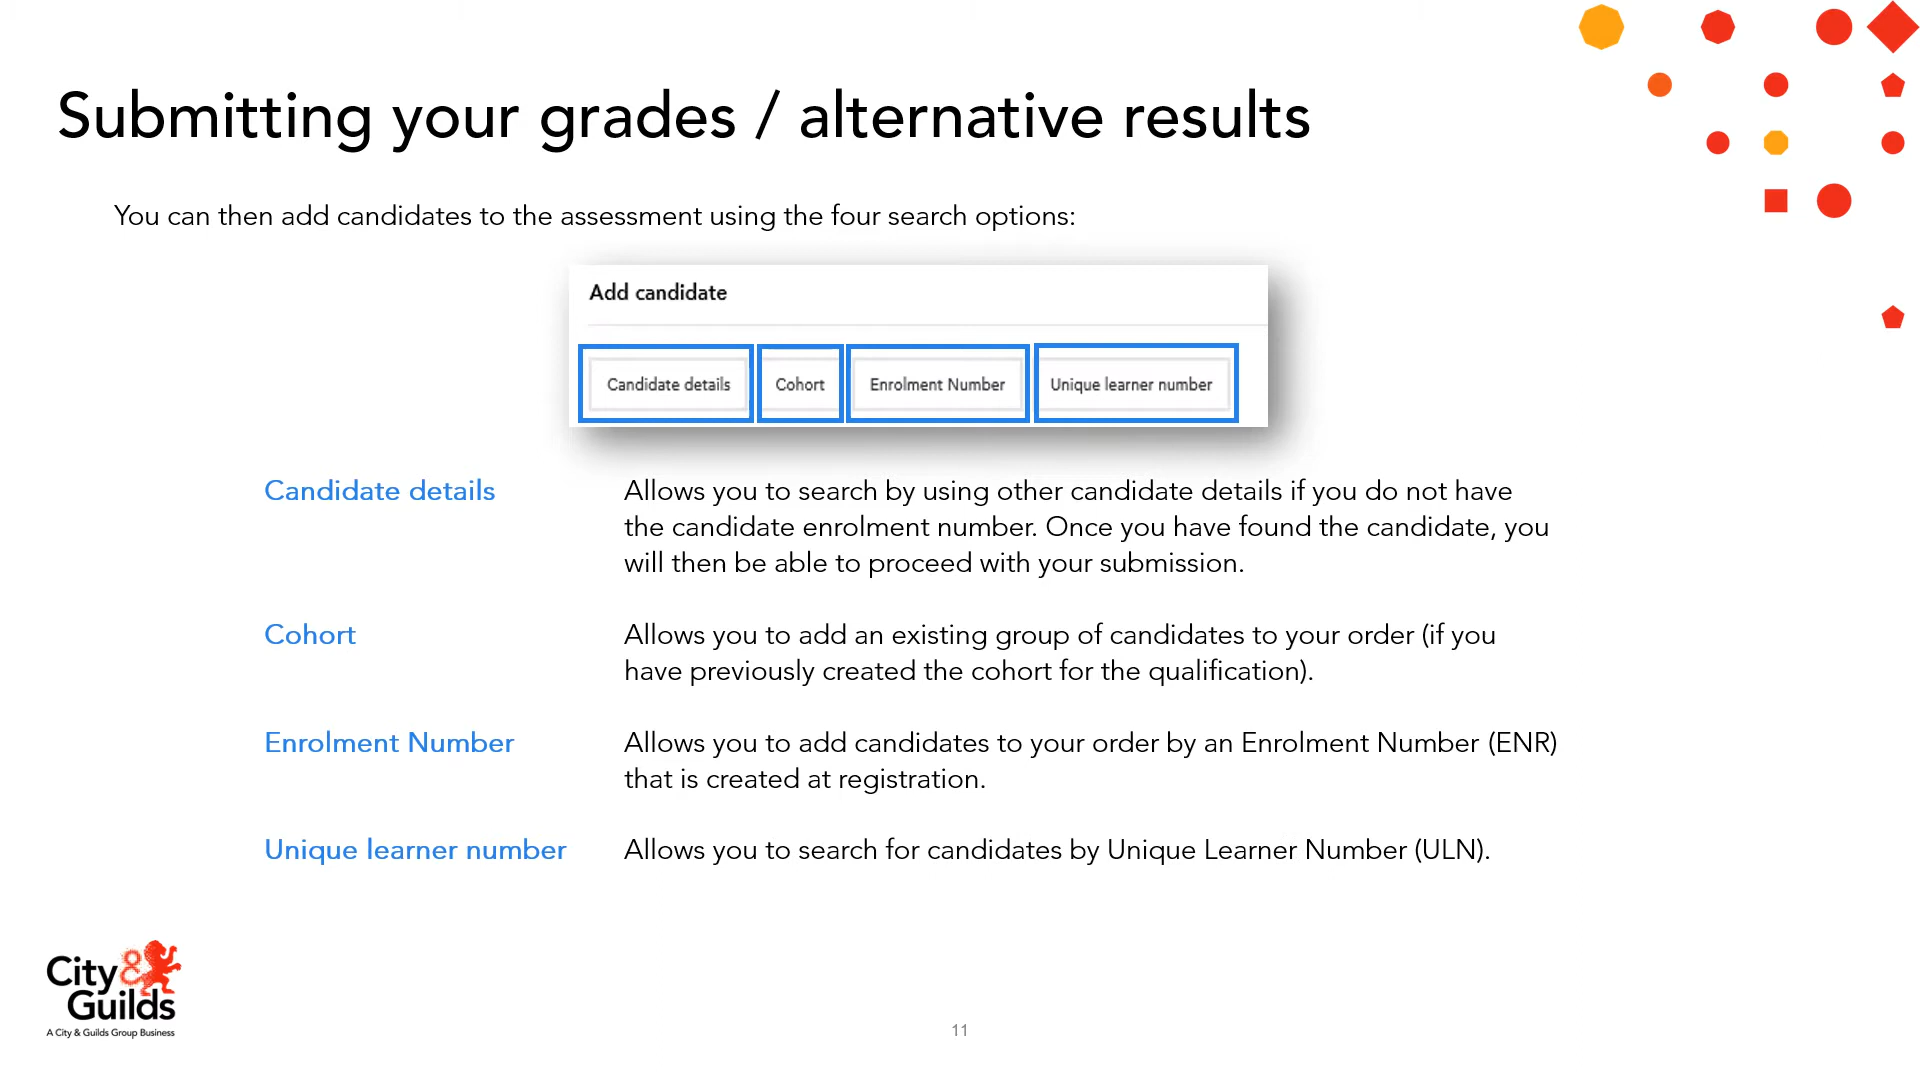 Submitting your grades / alternative results
You can then add candidates to the assessment using the four search options:
Add candidate
Candidate details
Cohort
Enrolment Number
Unique learner number
Candidate details
Allows you to search by using other candidate details if you do not have
the candidate enrolment number. Once you have found the candidate, you
will then be able to proceed with your submission.
Cohort
Allows you to add an existing group of candidates to your order (if you
have previously created the cohort for the qualification).
Enrolment Number
Allows you to add candidates to your order by an Enrolment Number (ENR)
that is created at registration.
Unique learner number
Allows you to search for candidates by Unique Learner Number (ULN).
City &
Guilds
A City & Guilds Group Business
11